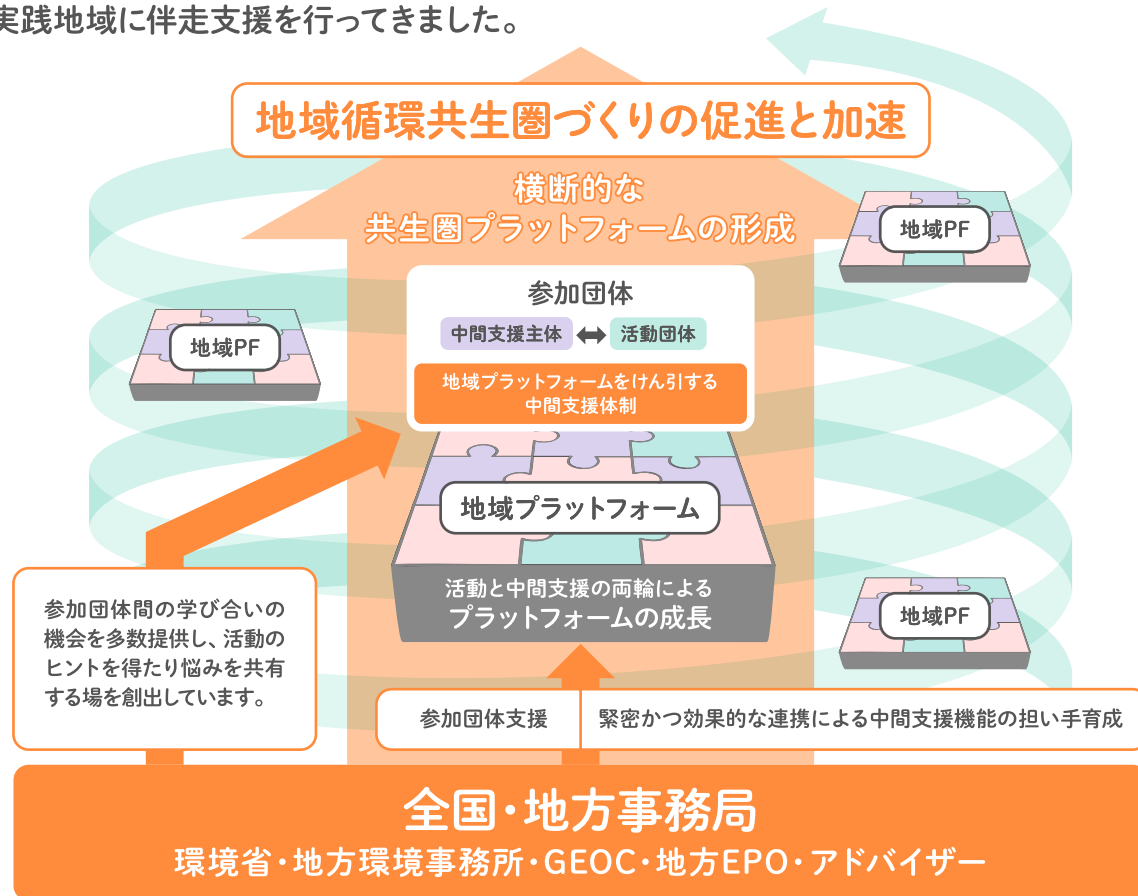 実践地域に伴走支援を行ってきました。
地域循環共生圏づくりの促進と加速
横断的な
共生圏プラットフォームの形成
地域PF
参加団体
中間支援主体
活動団体
地域PF
地域プラットフォームをけん引する
中間支援体制
地域プラットフォーム
活動と中間支援の両輪による
プラットフォームの成長
地域PF
参加団体間の学び合いの
機会を多数提供し、活動の
ヒントを得たり悩みを共有
する場を創出しています。
参加団体支援
緊密かつ効果的な連携による中間支援機能の担い手育成
全国・地方事務局
環境省・地方環境事務所・GEOC・地方EPO・アドバイザー